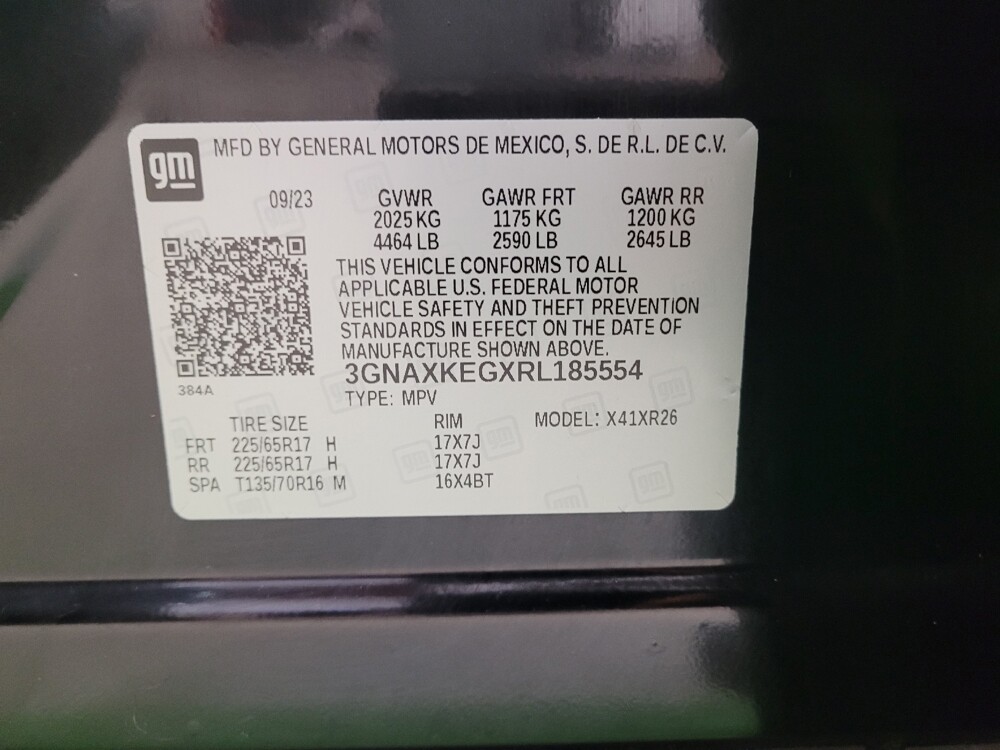 gm
MFD BY GENERAL MOTORS DE MEXICO, S. DE R.L. DE C.V.
09/23 GVWR GAWR FRT GAWR RR
2025 KG 1175 KG 1200 KG
4464 LB 2590 LB 2645 LB
THIS VEHICLE CONFORMS TO ALL
APPLICABLE U.S. FEDERAL MOTOR
VEHICLE SAFETY AND THEFT PREVENTION
STANDARDS IN EFFECT ON THE DATE OF
MANUFACTURE SHOWN ABOVE.
384A
3GNAXKEGXRL185554
TYPE: MPV
TIRE SIZE RIM MODEL: X41XR26
FRT 225/65R17 H 17X7J
RR 225/65R17 H 17X7J
SPA T135/70R16 M 16X4BT